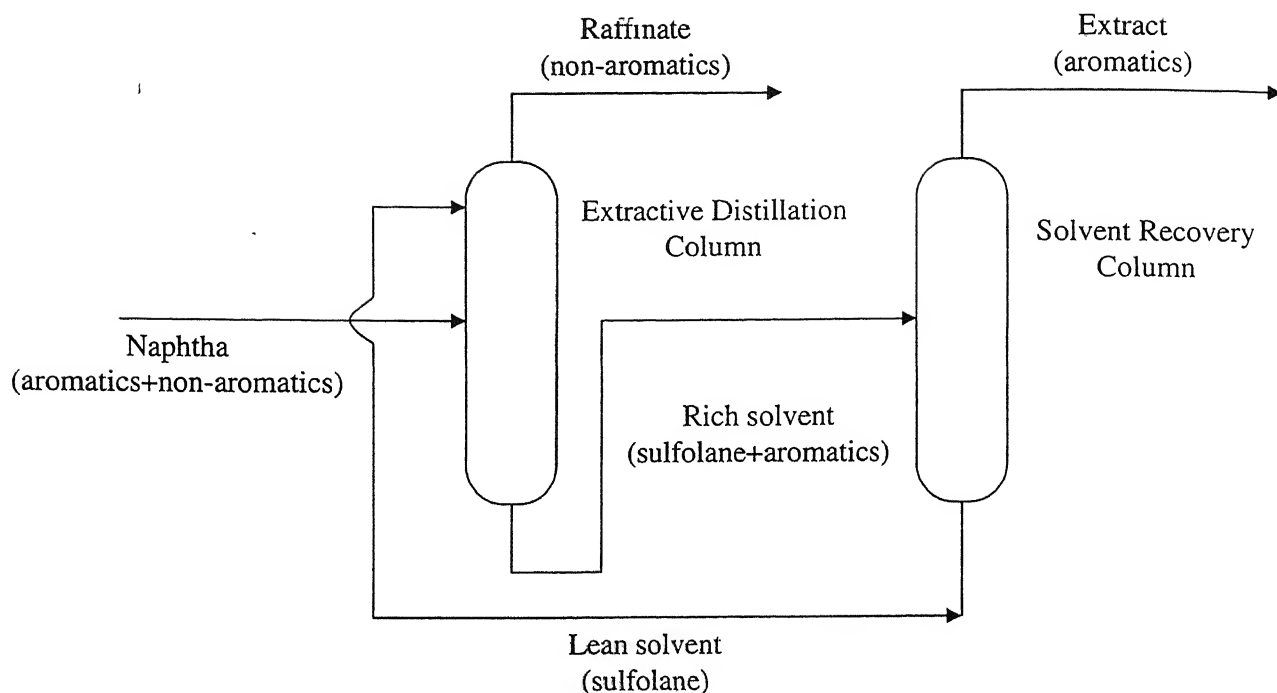 Raffinate
(non-aromatics)
Extract
(aromatics)
Extractive Distillation
Column
Solvent Recovery
Column
Naphtha
(aromatics+non-aromatics)
Rich solvent
(sulfolane+aromatics)
Lean solvent
(sulfolane)